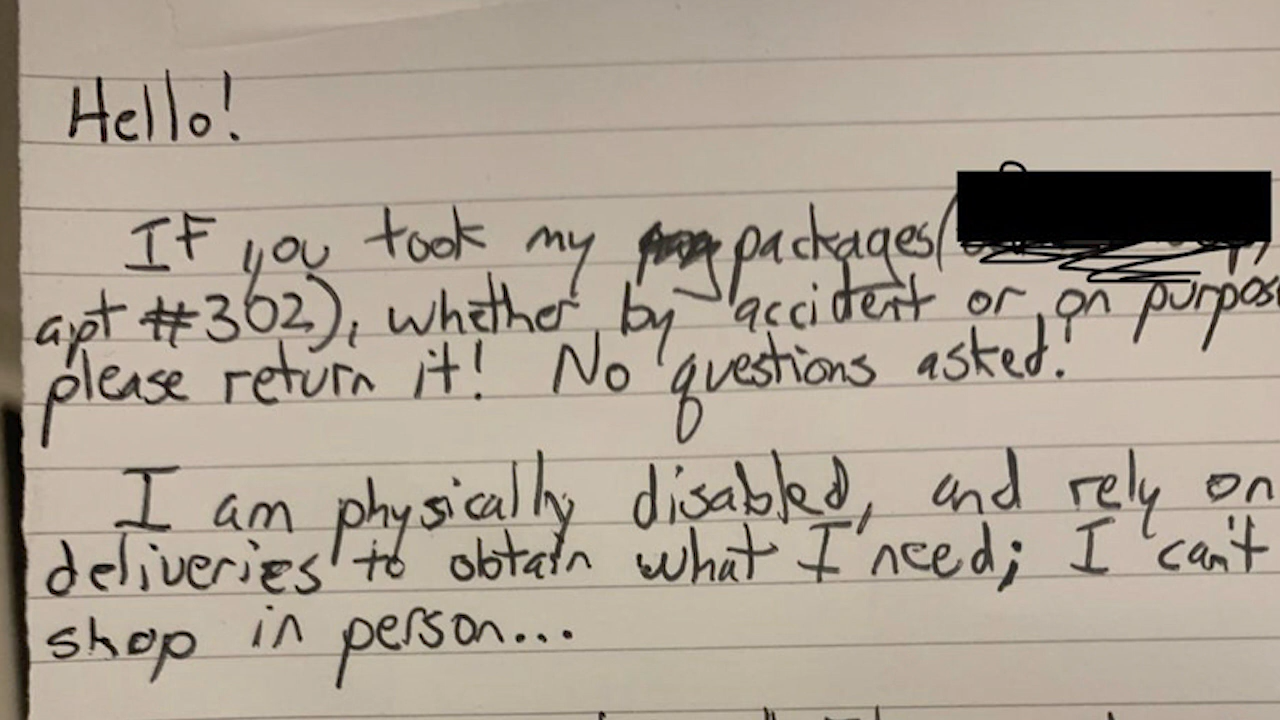 Hello!
If you took my packages(
apt #302), whether by accident or on purpos
please return it! No questions asked.
I am physically disabled, and rely on
deliveries to obtain what I need; I can't
shop in person...